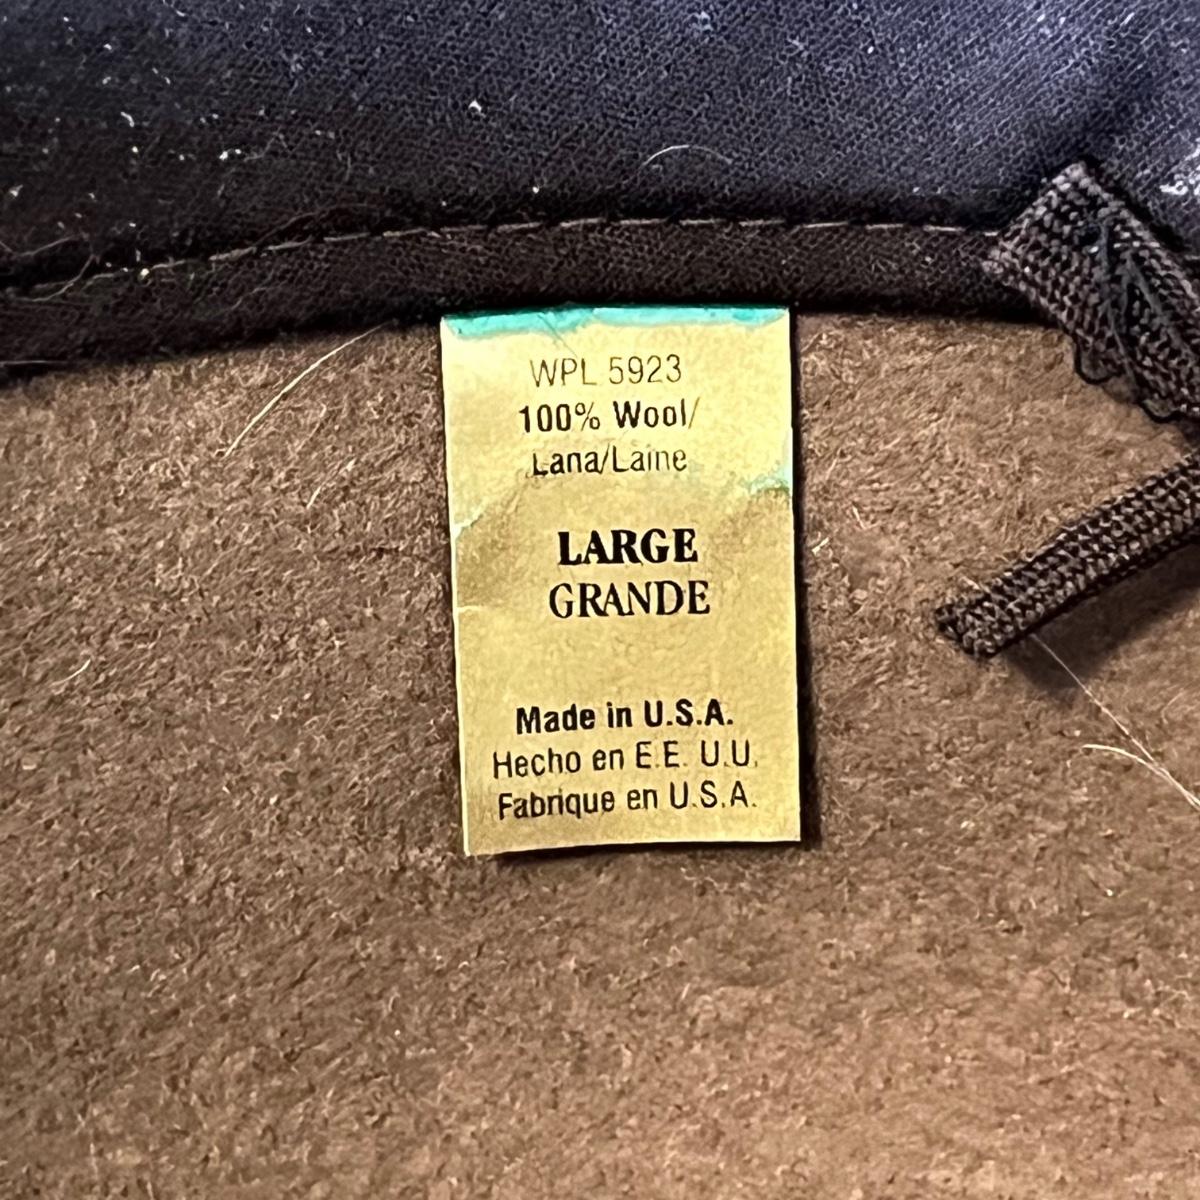 WPL 5923
100% Wool/
Lana/Laine
LARGE
GRANDE
Made in U.S.A.
Hecho en E.E. U.U.
Fabrique en U.S.A.